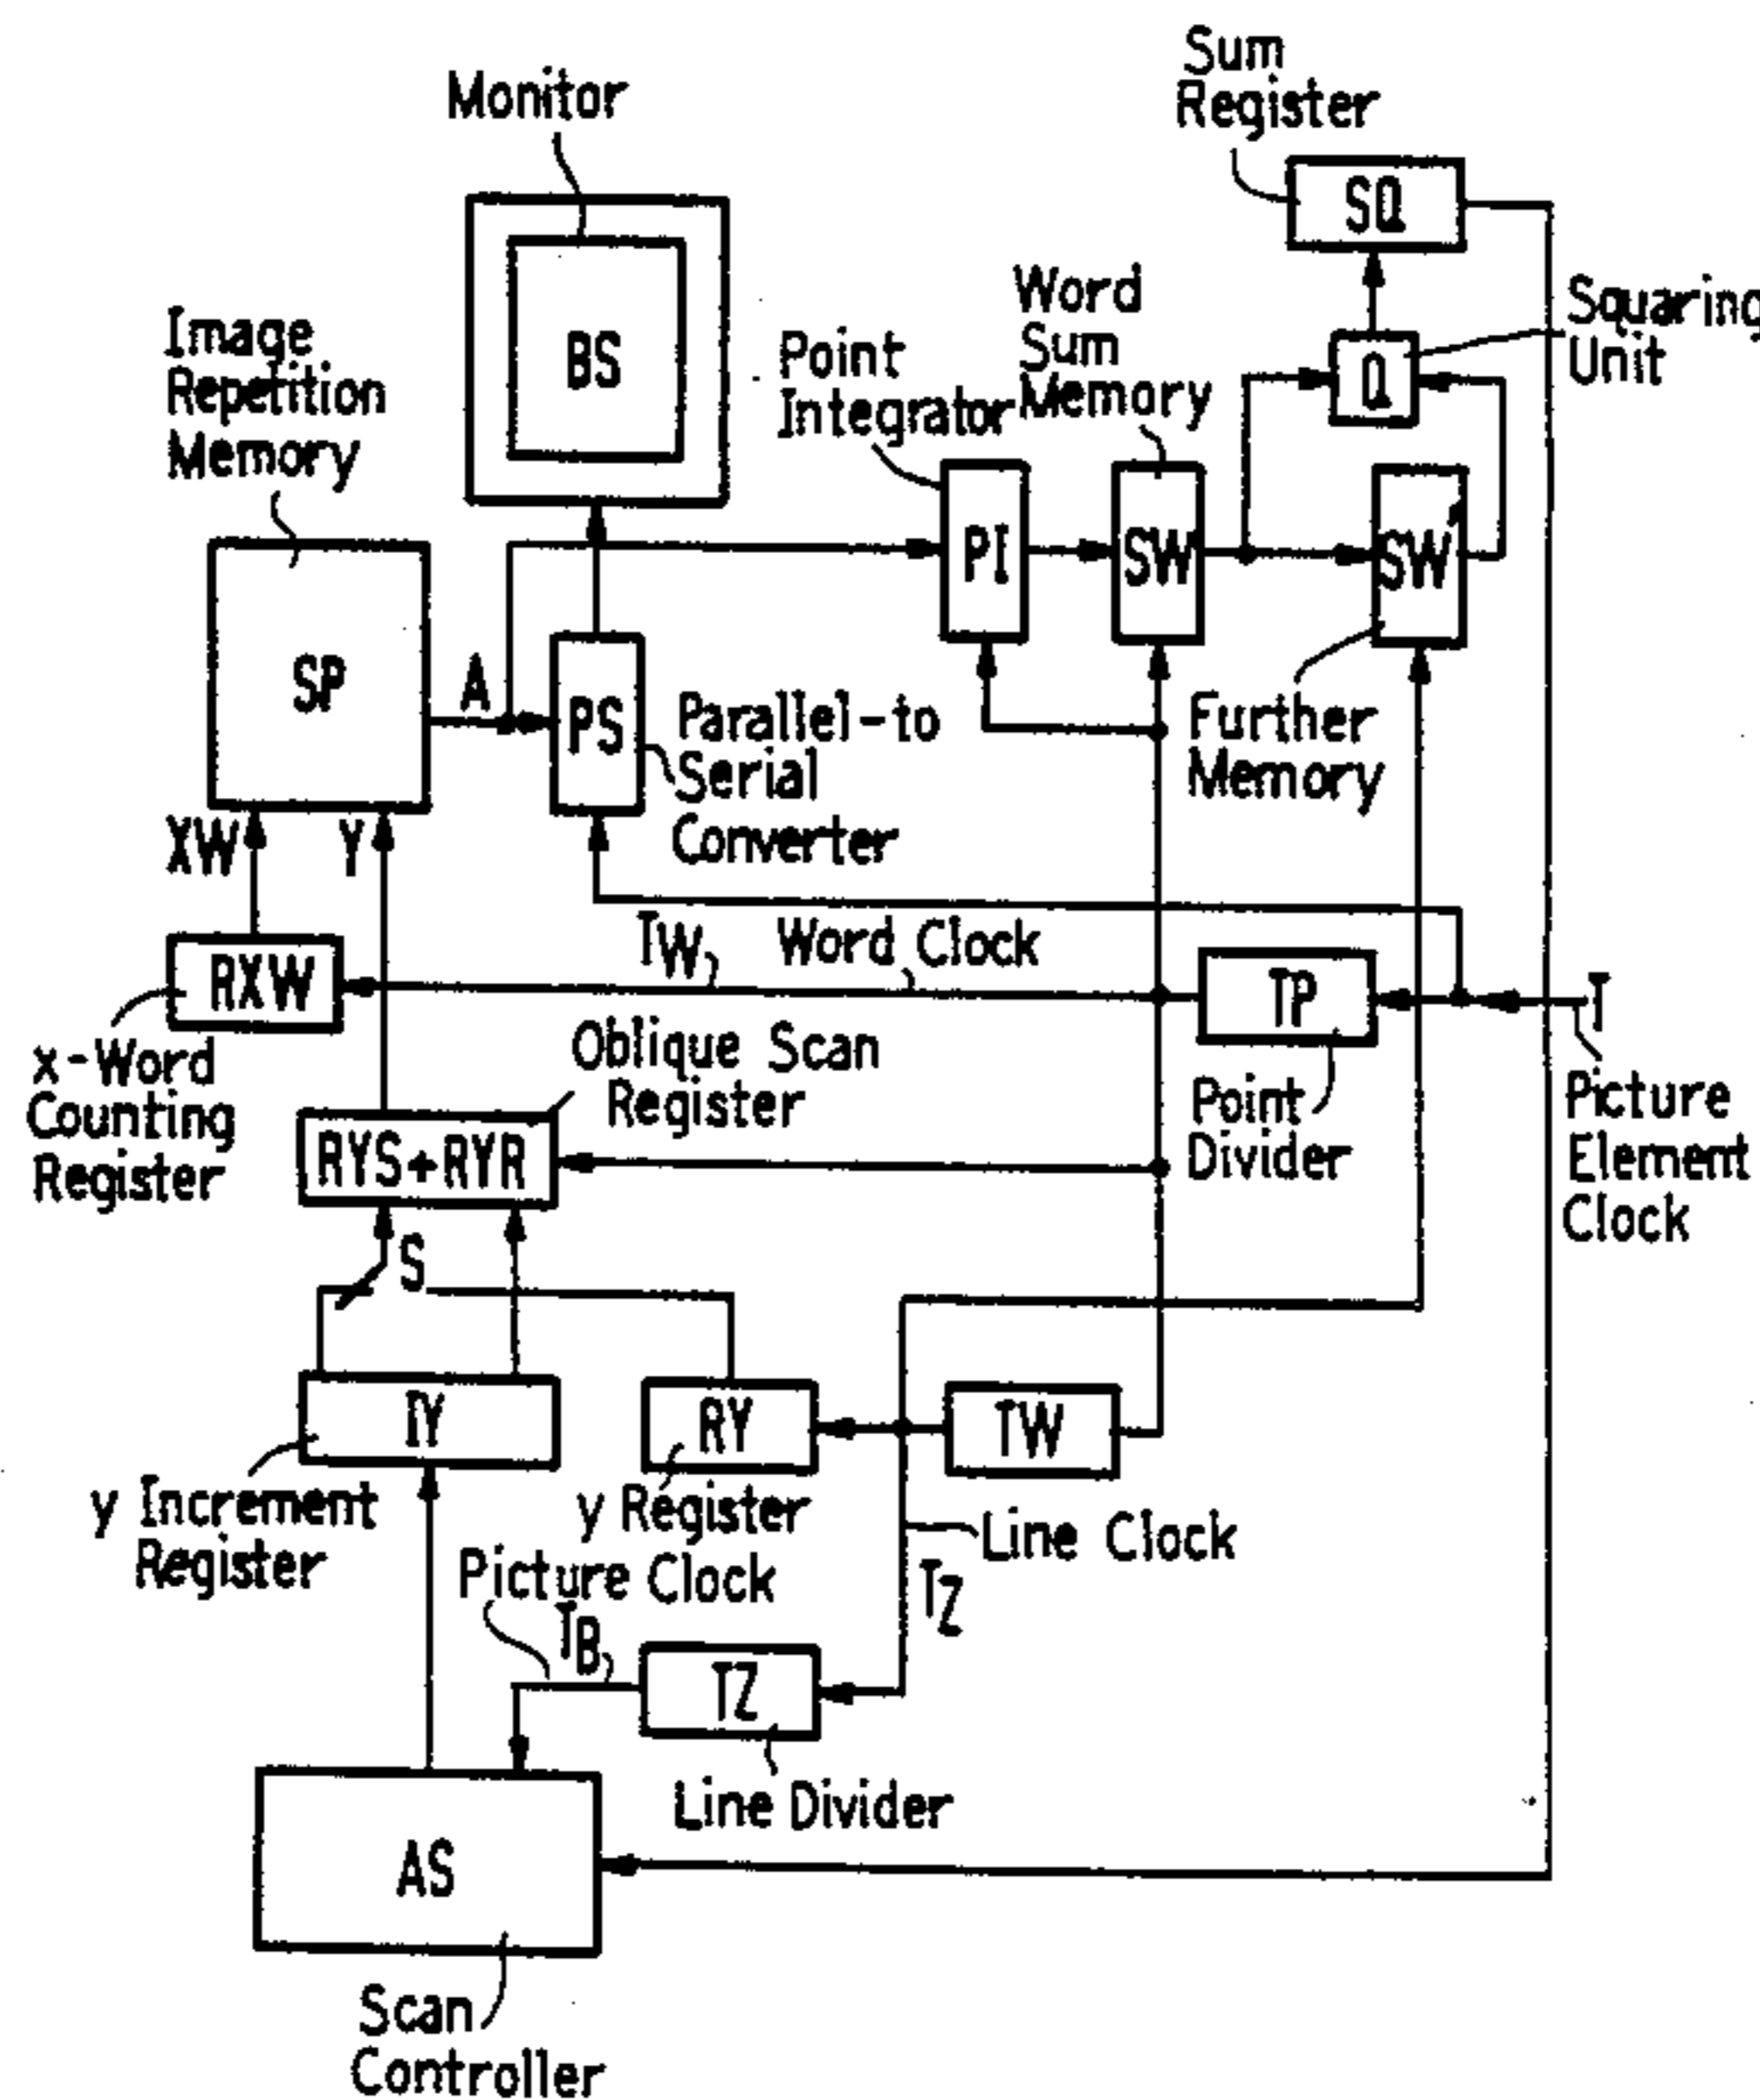 Sum
Register
SQ
Monitor
BS
Image
Repetition
Memory
Point
Integrator
Word
Sum
Memory
Squaring
Unit
Q
PI
SW
SW'
SP
A
PS
Parallel-to
Serial
Converter
Further
Memory
XW
Y
RXW
TW
Word Clock
TP
T
x-Word
Counting
Register
Oblique Scan
Register
Point
Divider
Picture
Element
Clock
RYS+RYR
S
IY
RY
TW
y Increment
Register
y Register
Line Clock
TZ
Picture Clock
TB
TZ
Line Divider
AS
Scan
Controller